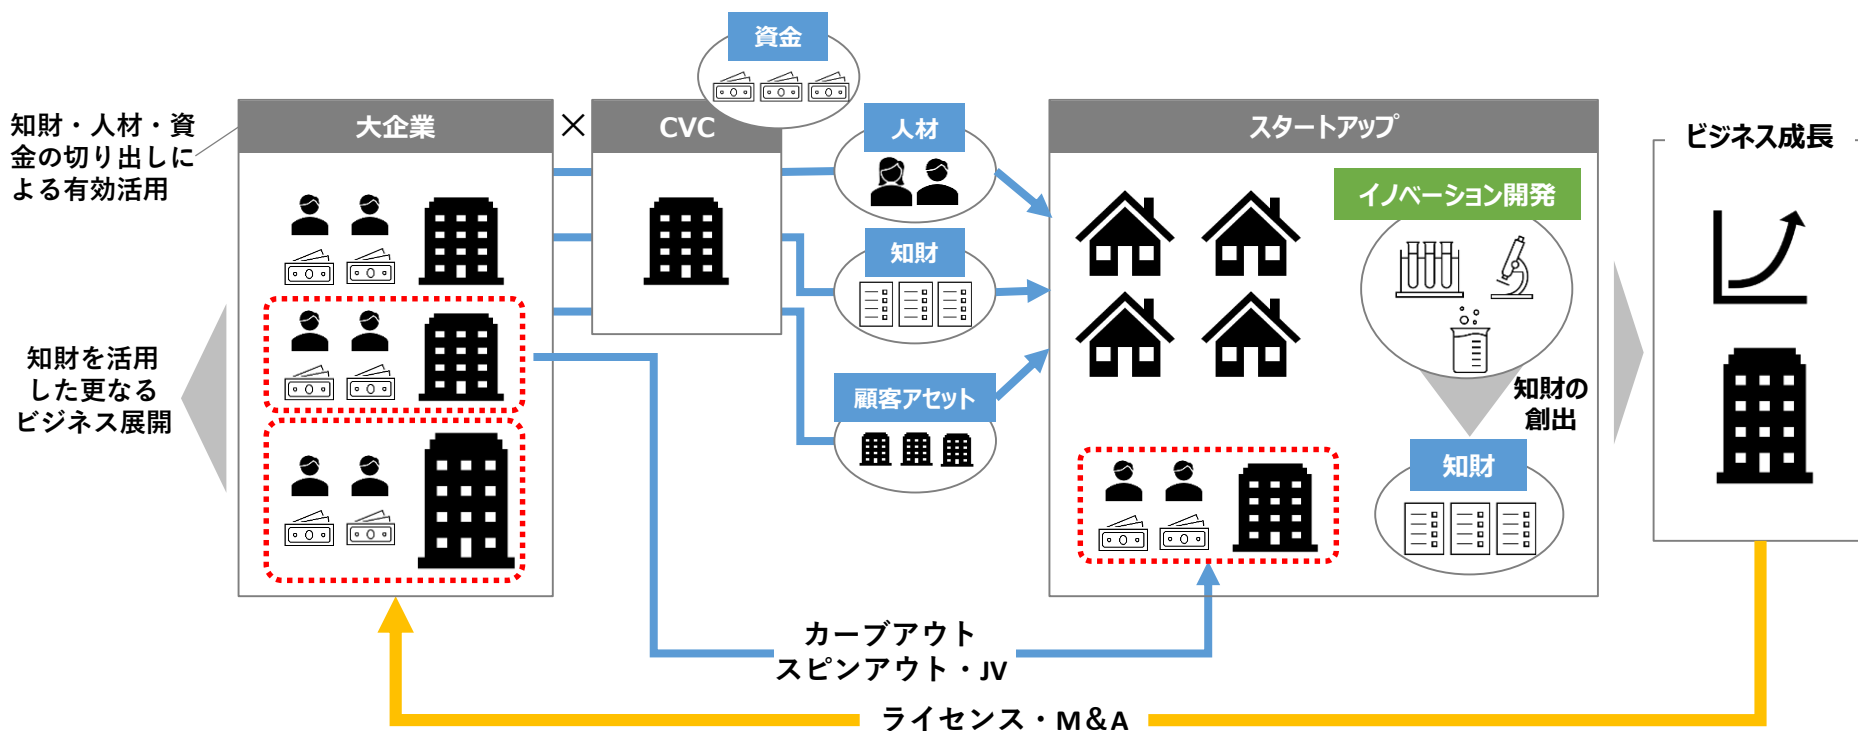 資金
知財・人材・資
金の切り出しに
よる有効活用
大企業
×
CVC
人材
スタートアップ
ビジネス成長
イノベーション開発
知財
知財を活用
した更なる
ビジネス展開
顧客アセット
知財の
創出
知財
カーブアウト
スピンアウト・JV
ライセンス・M&A